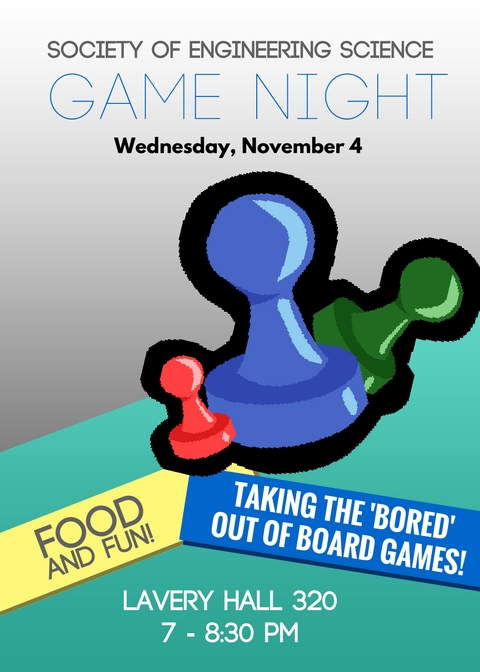 SOCIETY OF ENGINEERING SCIENCE
GAME NIGHT
Wednesday, November 4
FOOD
AND FUN!
TAKING THE 'BORED'
OUT OF BOARD GAMES!
LAVERY HALL 320
7 - 8:30 PM